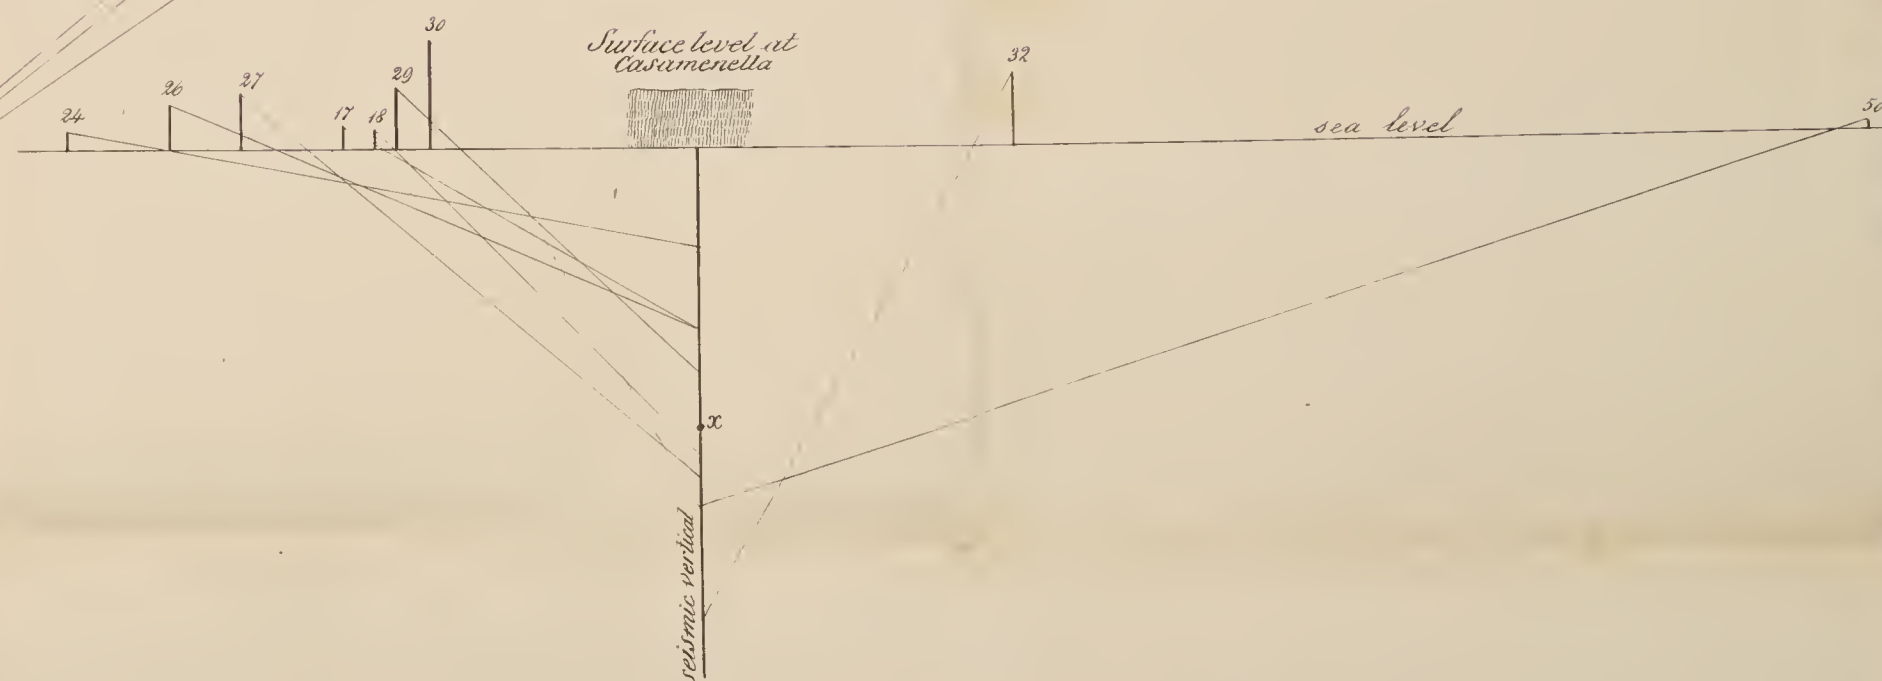 30
Surface level at
Casamenella
32
29
27
26
24
17
18
sea level
50
x
seismic vertical